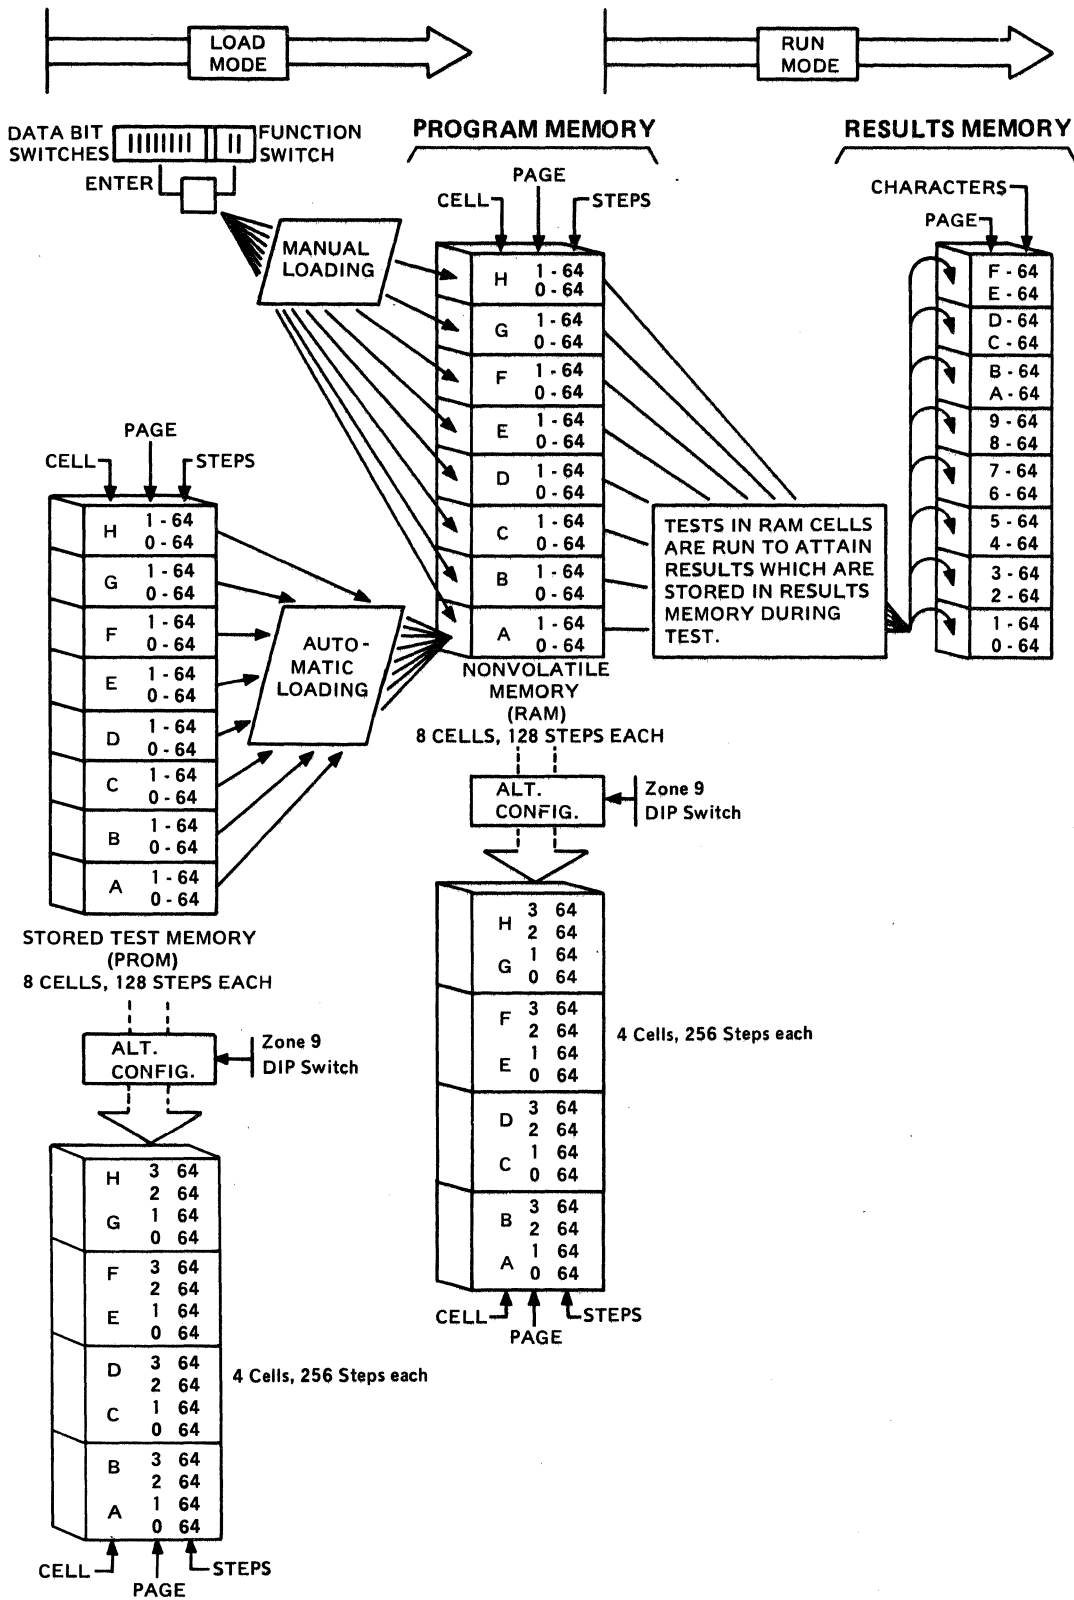 LOAD
MODE
RUN
MODE
DATA BIT
SWITCHES
FUNCTION
SWITCH
ENTER
PROGRAM MEMORY
RESULTS MEMORY
PAGE
CELL
STEPS
CHARACTERS
PAGE
MANUAL
LOADING
H 1 - 64
0 - 64
G 1 - 64
0 - 64
F 1 - 64
0 - 64
E 1 - 64
0 - 64
D 1 - 64
0 - 64
C 1 - 64
0 - 64
B 1 - 64
0 - 64
A 1 - 64
0 - 64
NONVOLATILE
MEMORY
(RAM)
8 CELLS, 128 STEPS EACH
F - 64
E - 64
D - 64
C - 64
B - 64
A - 64
9 - 64
8 - 64
7 - 64
6 - 64
5 - 64
4 - 64
3 - 64
2 - 64
1 - 64
0 - 64
TESTS IN RAM CELLS
ARE RUN TO ATTAIN
RESULTS WHICH ARE
STORED IN RESULTS
MEMORY DURING
TEST.
PAGE
CELL
STEPS
H 1 - 64
0 - 64
G 1 - 64
0 - 64
F 1 - 64
0 - 64
E 1 - 64
0 - 64
D 1 - 64
0 - 64
C 1 - 64
0 - 64
B 1 - 64
0 - 64
A 1 - 64
0 - 64
AUTO-
MATIC
LOADING
STORED TEST MEMORY
(PROM)
8 CELLS, 128 STEPS EACH
ALT.
CONFIG.
Zone 9
DIP Switch
H 3 64
2 64
G 1 64
0 64
F 3 64
2 64
E 1 64
0 64
D 3 64
2 64
C 1 64
0 64
B 3 64
2 64
A 1 64
0 64
CELL
PAGE
STEPS
4 Cells, 256 Steps each
ALT.
CONFIG.
Zone 9
DIP Switch
H 3 64
2 64
G 1 64
0 64
F 3 64
2 64
E 1 64
0 64
D 3 64
2 64
C 1 64
0 64
B 3 64
2 64
A 1 64
0 64
4 Cells, 256 Steps each
CELL
PAGE
STEPS